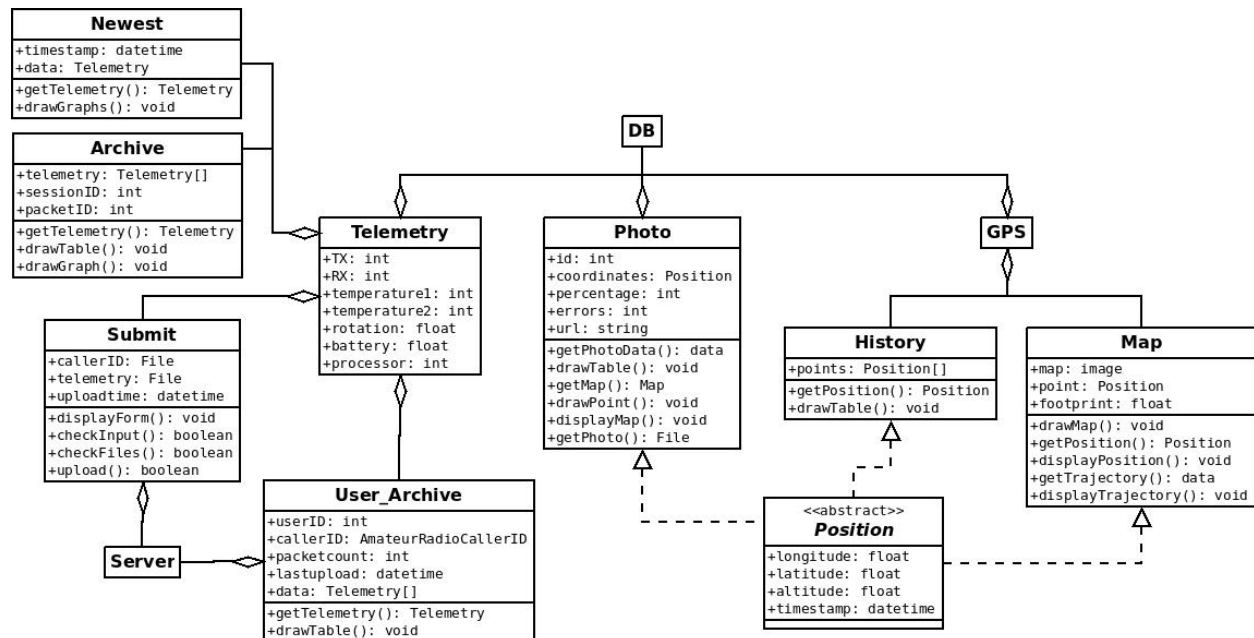 Newest
+timestamp: datetime
+data: Telemetry
+getTelemetry(): Telemetry
+drawGraphs(): void
Archive
+telemetry: Telemetry[]
+sessionID: int
+packetID: int
+getTelemetry(): Telemetry
+drawTable(): void
+drawGraph(): void
DB
Telemetry
+TX: int
+RX: int
+temperature1: int
+temperature2: int
+rotation: float
+battery: float
+processor: int
Photo
+id: int
+coordinates: Position
+percentage: int
+errors: int
+url: string
+getPhotoData(): data
+drawTable(): void
+getMap(): Map
+drawPoint(): void
+displayMap(): void
+getPhoto(): File
GPS
Submit
+callerID: File
+telemetry: File
+uploadtime: datetime
+displayForm(): void
+checkInput(): boolean
+checkFiles(): boolean
+upload(): boolean
History
+points: Position[]
+getPosition(): Position
+drawTable(): void
Map
+map: image
+point: Position
+footprint: float
+drawMap(): void
+getPosition(): Position
+displayPosition(): void
+getTrajectory(): data
+displayTrajectory(): void
Server
User_Archive
+userID: int
+callerID: AmateurRadioCallerID
+packetcount: int
+lastupload: datetime
+data: Telemetry[]
+getTelemetry(): Telemetry
+drawTable(): void
<<abstract>>
Position
+longitude: float
+latitude: float
+altitude: float
+timestamp: datetime